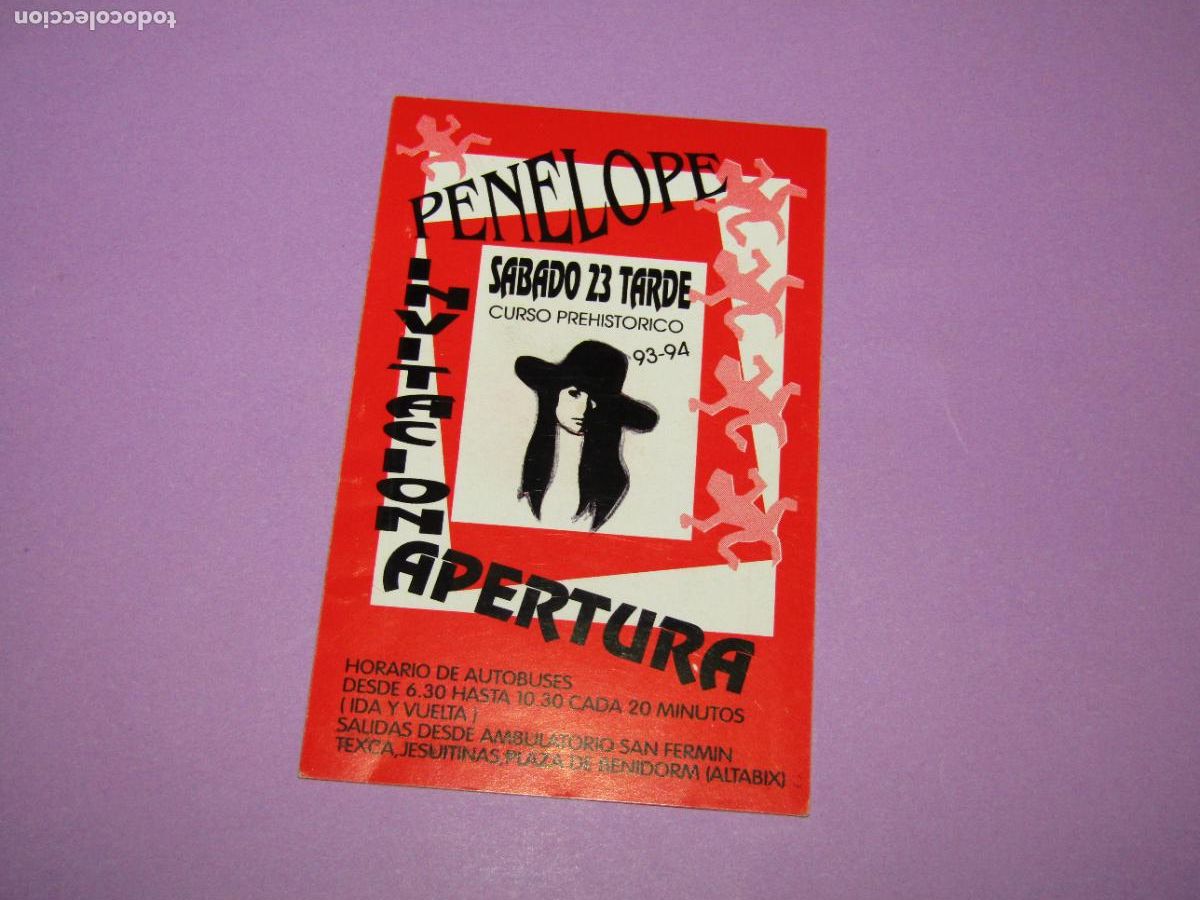 todocoleccion
PENELOPE
INVITACION
SABADO 23 TARDE
CURSO PREHISTORICO
93-94
APERTURA
HORARIO DE AUTOBUSES
DESDE 6.30 HASTA 10.30 CADA 20 MINUTOS
( IDA Y VUELTA )
SALIDAS DESDE AMBULATORIO SAN FERMIN
TEXCA, JESUITINAS, PLAZA DE BENIDORM (ALTABIX)